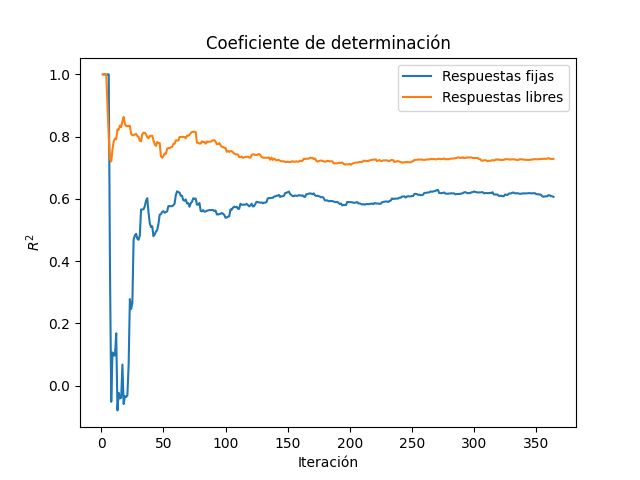 Coeficiente de determinación
Respuestas fijas
Respuestas libres
1.0
0.8
0.6
0.4
0.2
0.0
R²
0 50 100 150 200 250 300 350
Iteración